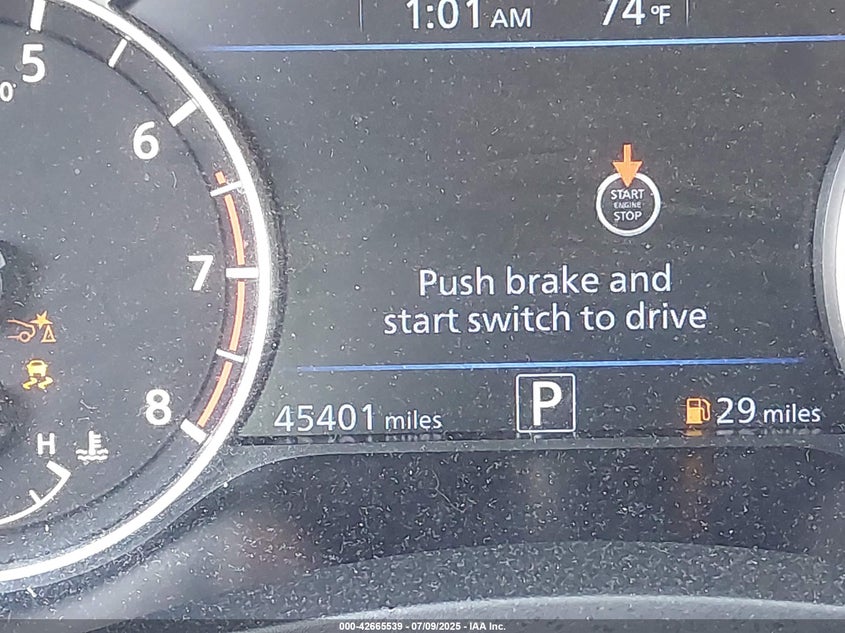 1:01 AM 74°F
5
6
7
8
H
START
ENGINE
STOP
Push brake and
start switch to drive
45401 miles P 29 miles
000-42665539 - 07/09/2025 - IAA Inc.